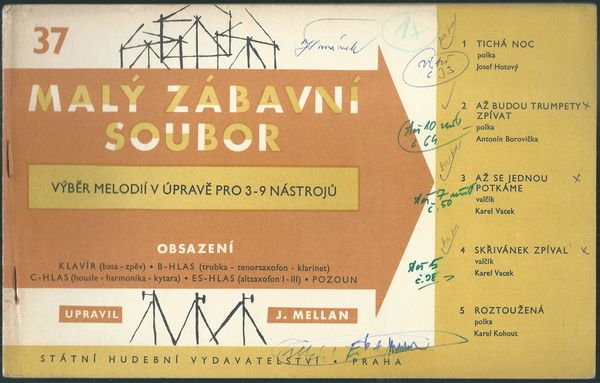 37
MALÝ ZÁBAVNÍ
SOUBOR
VÝBĚR MELODIÍ V ÚPRAVĚ PRO 3-9 NÁSTROJŮ
OBSAZENÍ
KLAVÍR (basa - zpěv) • B-HLAS (trubka - tenorsaxofon - klarinet)
C-HLAS (housle - harmonika - kytara) • ES-HLAS (altsaxofon I - III) • POZOUN
UPRAVIL J. MELLAN
STÁTNÍ HUDEBNÍ VYDAVATELSTVÍ • PRAHA
1x
1 TICHÁ NOC
polka
Josef Hotový
2 AŽ BUDOU TRUMPETY
ZPÍVAT
polka
Antonín Borovička
3 AŽ SE JEDNOU
POTKÁME
valčík
Karel Vacek
4 SKŘIVÁNEK ZPÍVAL
valčík
Karel Vacek
5 ROZTOUŽENÁ
polka
Karel Kohout